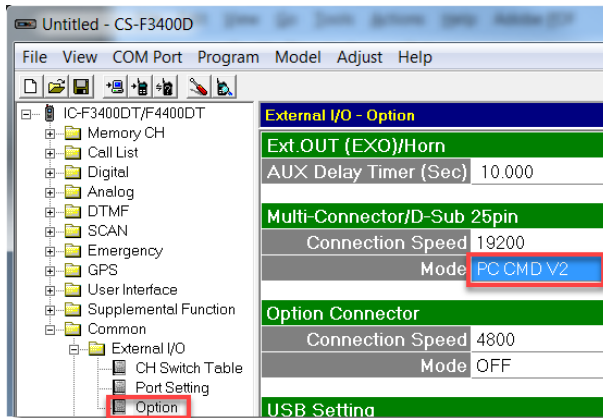 Untitled - CS-F3400D
File View COM Port Program Model Adjust Help
IC-F3400DT/F4400DT
Memory CH
Call List
Digital
Analog
DTMF
SCAN
Emergency
GPS
User Interface
Supplemental Function
Common
External I/O
CH Switch Table
Port Setting
Option
External I/O - Option
Ext.OUT (EXO)/Horn
AUX Delay Timer (Sec) 10.000
Multi-Connector/D-Sub 25pin
Connection Speed 19200
Mode PC CMD V2
Option Connector
Connection Speed 4800
Mode OFF
USB Setting